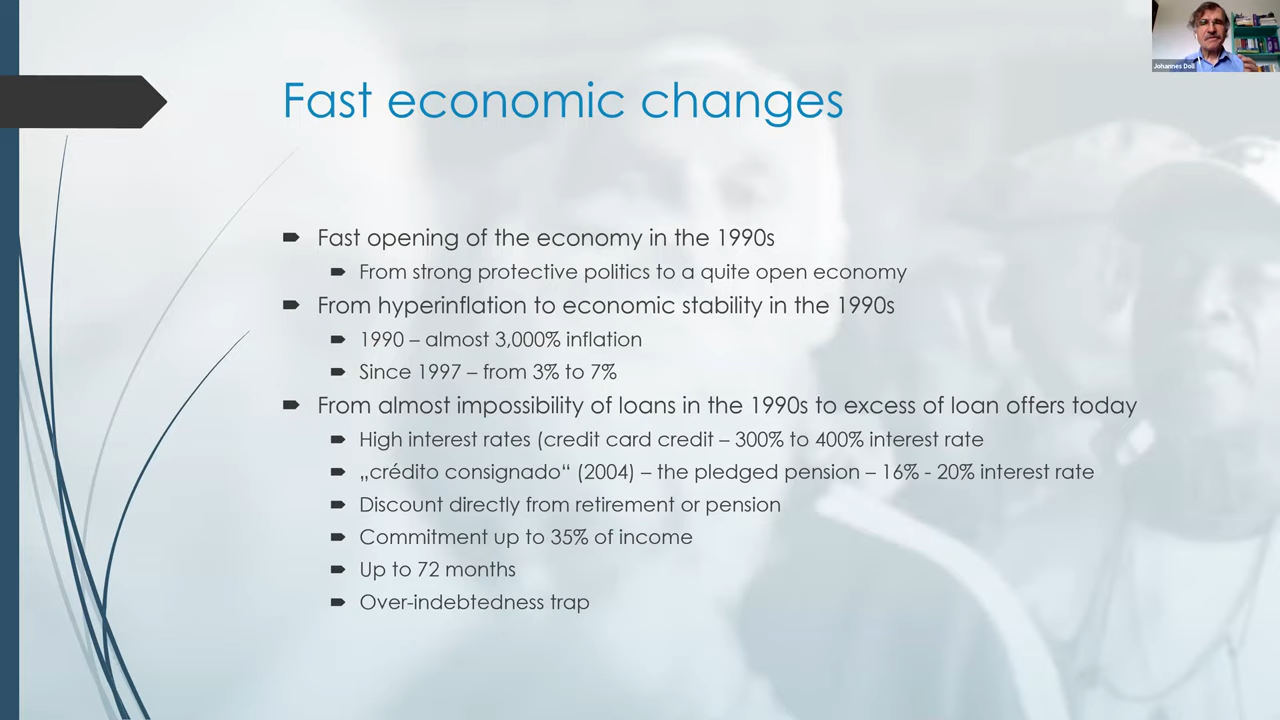 Johannes Doll
Fast economic changes
Fast opening of the economy in the 1990s
From strong protective politics to a quite open economy
From hyperinflation to economic stability in the 1990s
1990 – almost 3,000% inflation
Since 1997 – from 3% to 7%
From almost impossibility of loans in the 1990s to excess of loan offers today
High interest rates (credit card credit – 300% to 400% interest rate
„crédito consignado“ (2004) – the pledged pension – 16% - 20% interest rate
Discount directly from retirement or pension
Commitment up to 35% of income
Up to 72 months
Over-indebtedness trap